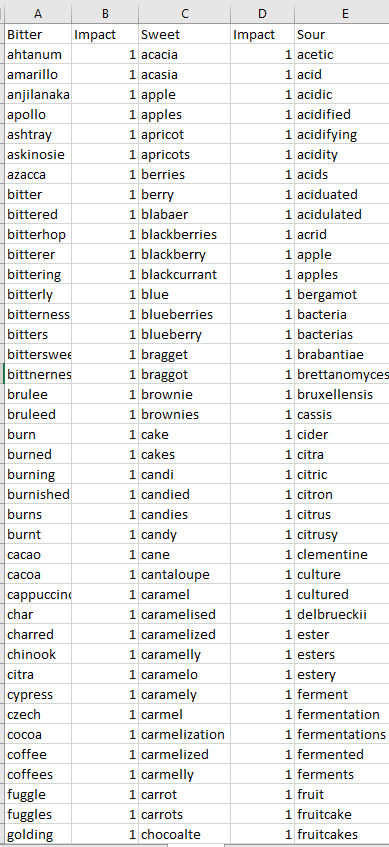 A B C D E
Bitter Impact Sweet Impact Sour
ahtanum 1 acacia 1 acetic
amarillo 1 acasia 1 acid
anjilanaka 1 apple 1 acidic
apollo 1 apples 1 acidified
ashtray 1 apricot 1 acidifying
askinosie 1 apricots 1 acidity
azacca 1 berries 1 acids
bitter 1 berry 1 aciduated
bittered 1 blabaer 1 acidulated
bitterhop 1 blackberries 1 acrid
bitterer 1 blackberry 1 apple
bittering 1 blackcurrant 1 apples
bitterly 1 blue 1 bergamot
bitterness 1 blueberries 1 bacteria
bitters 1 blueberry 1 bacterias
bitterswee 1 bragget 1 brabantiae
bittnernes 1 braggot 1 brettanomyces
brulee 1 brownie 1 bruxellensis
bruleed 1 brownies 1 cassis
burn 1 cake 1 cider
burned 1 cakes 1 citra
burning 1 candi 1 citric
burnished 1 candied 1 citron
burns 1 candies 1 citrus
burnt 1 candy 1 citrusy
cacao 1 cane 1 clementine
cacoa 1 cantaloupe 1 culture
cappuccino 1 caramel 1 cultured
char 1 caramelised 1 delbrueckii
charred 1 caramelized 1 ester
chinook 1 caramelly 1 esters
citra 1 caramelo 1 estery
cypress 1 caramely 1 ferment
czech 1 carmel 1 fermentation
cocoa 1 carmelization 1 fermentations
coffee 1 carmelized 1 fermented
coffees 1 carmelly 1 ferments
fuggle 1 carrot 1 fruit
fuggles 1 carrots 1 fruitcake
golding 1 chocoalte 1 fruitcakes